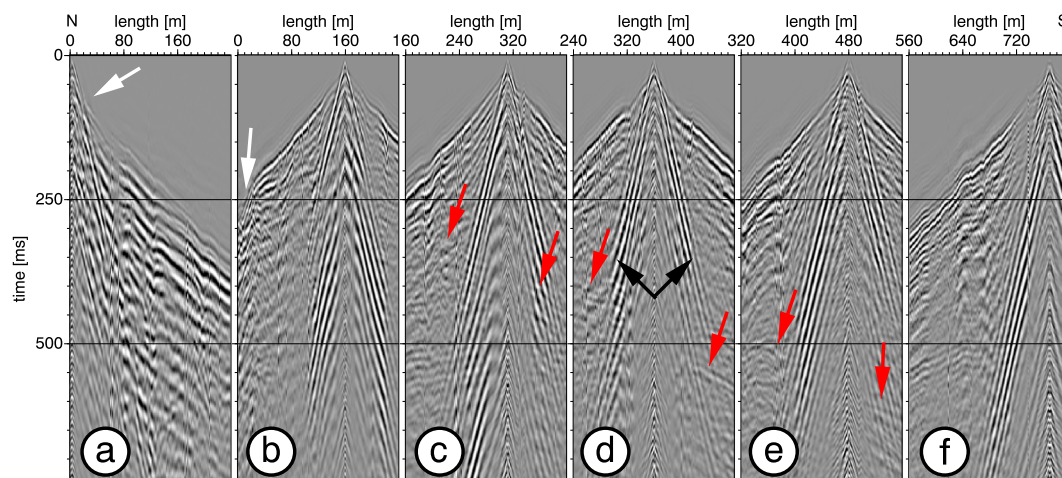 N length [m] length [m] length [m] length [m] length [m] length [m] S
0 80 160 0 80 160 160 240 320 240 320 400 320 400 480 560 640 720
0
250
500
time [ms]
a b c d e f